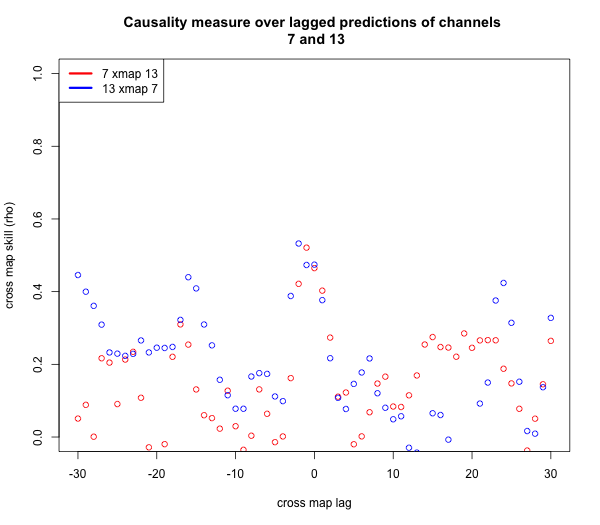 Causality measure over lagged predictions of channels
7 and 13
7 xmap 13
13 xmap 7
cross map skill (rho)
1.0
0.8
0.6
0.4
0.2
0.0
-30
-20
-10
0
10
20
30
cross map lag